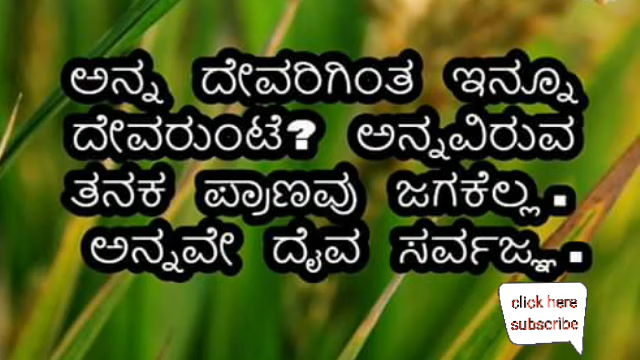 ಅನ್ನ ದೇವರಿಗಿಂತ ಇನ್ನೂ
ದೇವರುಂಟೆ? ಅನ್ನವಿರುವ
ತನಕ ಪ್ರಾಣವು ಜಗಕೆಲ್ಲ.
ಅನ್ನವೇ ದೈವ ಸರ್ವಜ್ಞ.
click here
subscribe